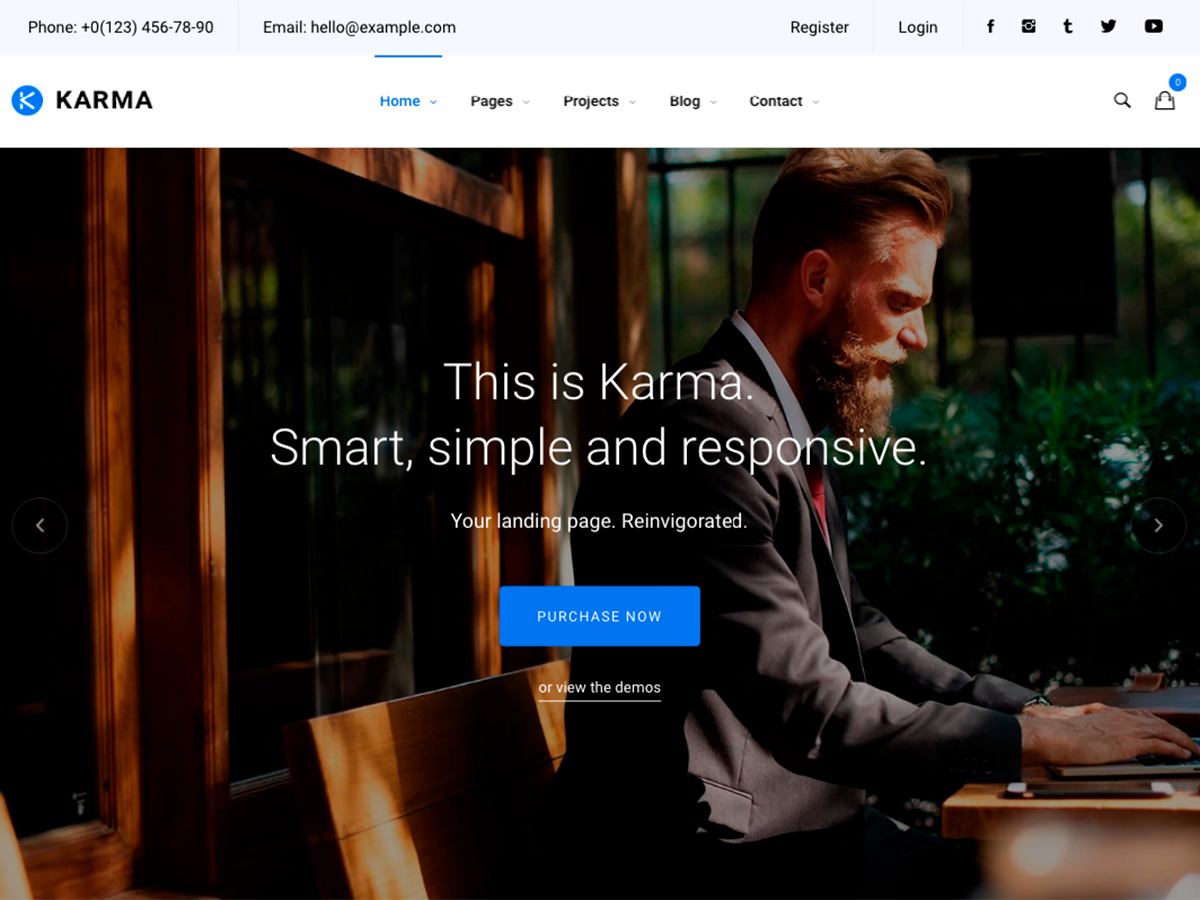 Phone: +0(123) 456-78-90
Email: hello@example.com
Register
Login
KARMA
Home
Pages
Projects
Blog
Contact
0
This is Karma.
Smart, simple and responsive.
Your landing page. Reinvigorated.
PURCHASE NOW
or view the demos